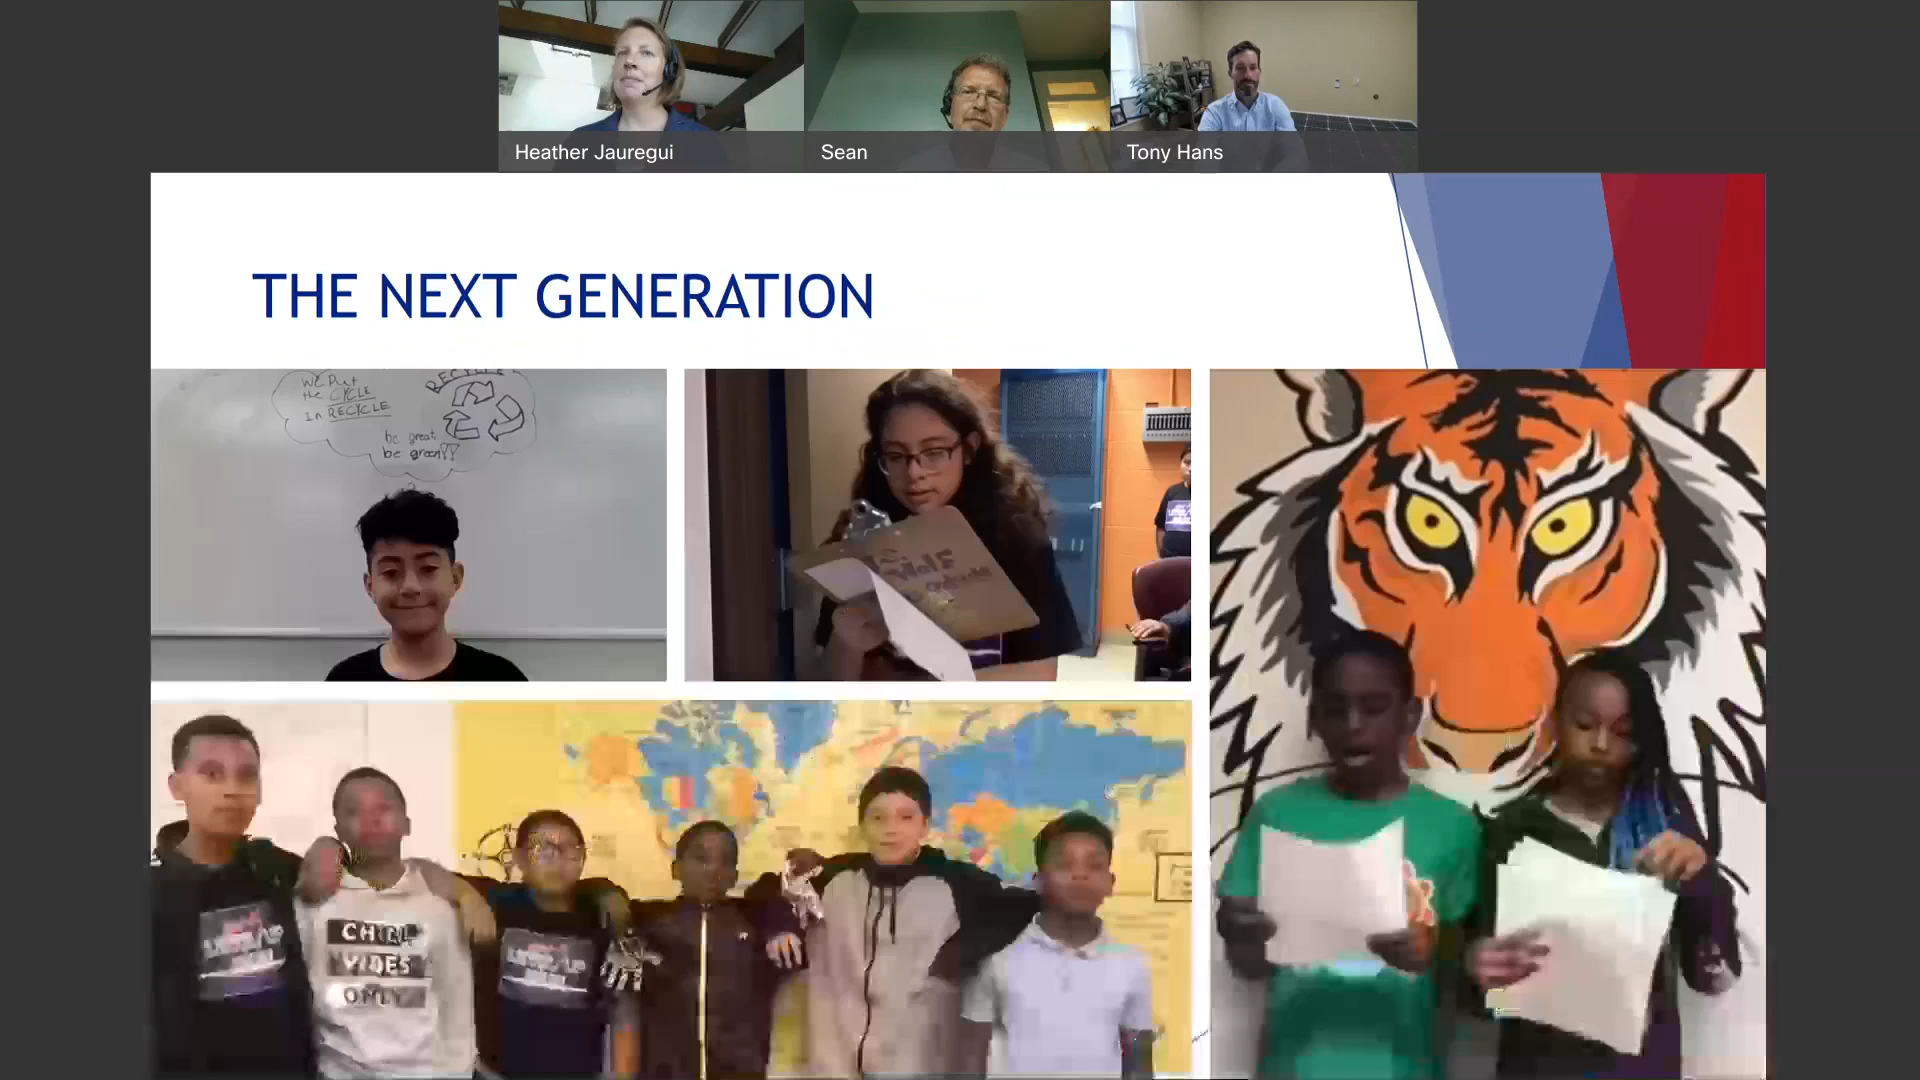 Heather Jauregui
Sean
Tony Hans
THE NEXT GENERATION
We Put
the CYCLE
In RECYCLE
RECYCLE
be great
be green!!
CHILL
VIBES
ONLY